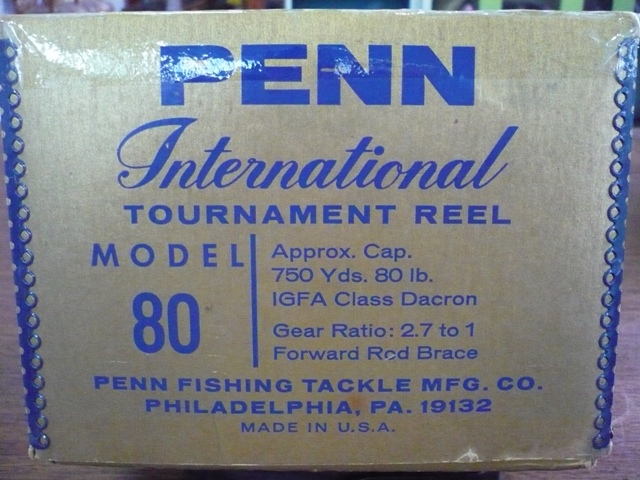 PENN
International
TOURNAMENT REEL
MODEL
80
Approx. Cap.
750 Yds. 80 lb.
IGFA Class Dacron
Gear Ratio: 2.7 to 1
Forward Rod Brace
PENN FISHING TACKLE MFG. CO.
PHILADELPHIA, PA. 19132
MADE IN U.S.A.